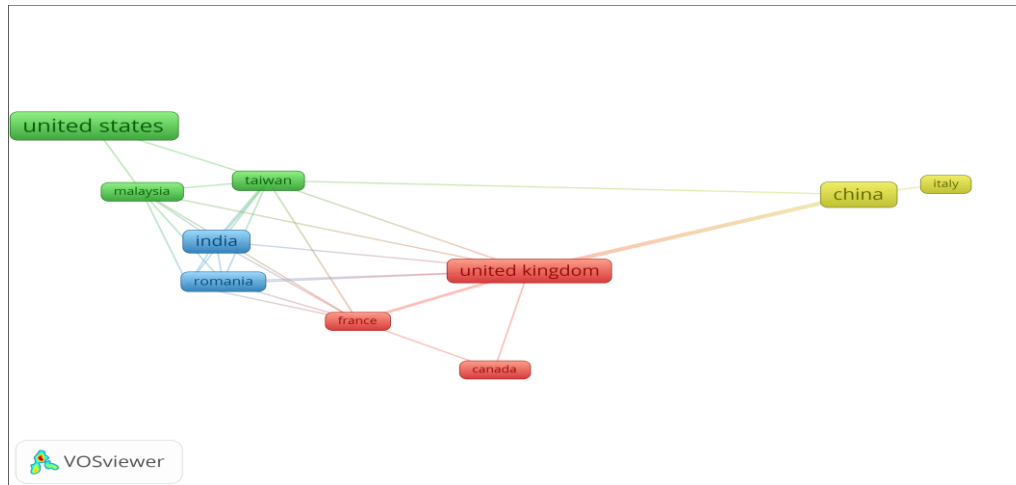 united states
taiwan
malaysia
italy
china
india
united kingdom
romania
france
canada
VOSviewer